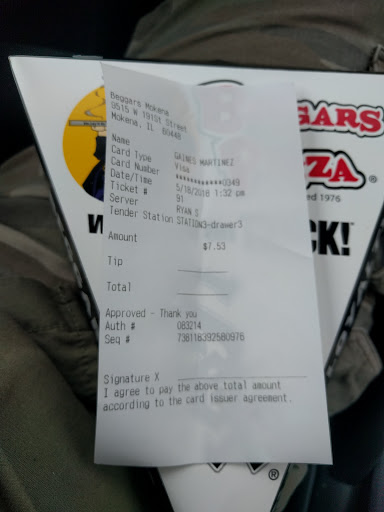 Beggars Mokena
9515 W 191ST Street
Mokena, IL 60448
Name GAINES MARTINEZ
Card Type Visa
Card Number ************0349
Date/Time 5/18/2018 1:32 pm
Ticket # 91
Server RYAN S
Tender Station STATION3-drawer3
Amount $7.53
Tip
Total
Approved - Thank you
Auth # 083214
Seq # 738118392580976
Signature X
I agree to pay the above total amount
according to the card issuer agreement.
GARS
ZZA®
ed 1976
CK!
®